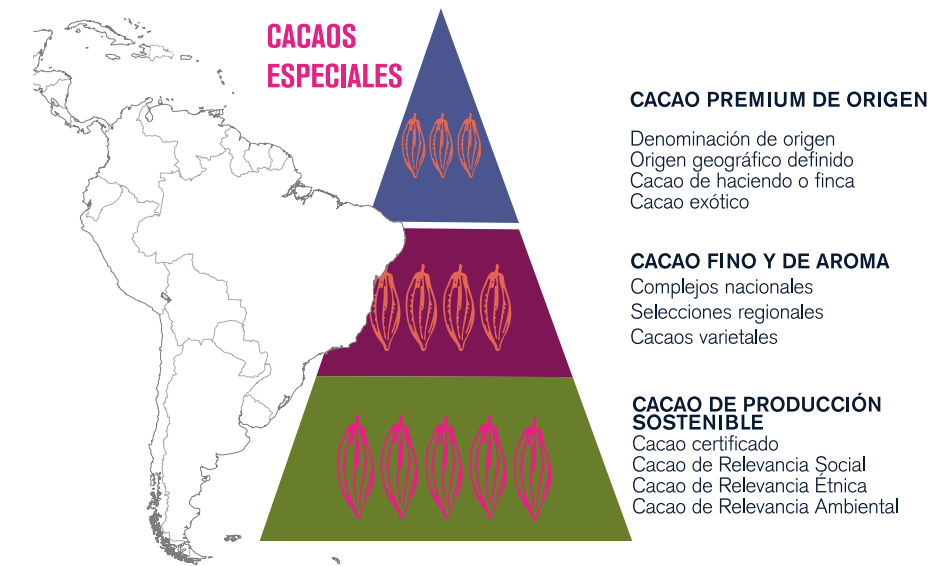 CACAOS
ESPECIALES
CACAO PREMIUM DE ORIGEN
Denominación de origen
Origen geográfico definido
Cacao de haciendo o finca
Cacao exótico
CACAO FINO Y DE AROMA
Complejos nacionales
Selecciones regionales
Cacaos varietales
CACAO DE PRODUCCIÓN
SOSTENIBLE
Cacao certificado
Cacao de Relevancia Social
Cacao de Relevancia Étnica
Cacao de Relevancia Ambiental